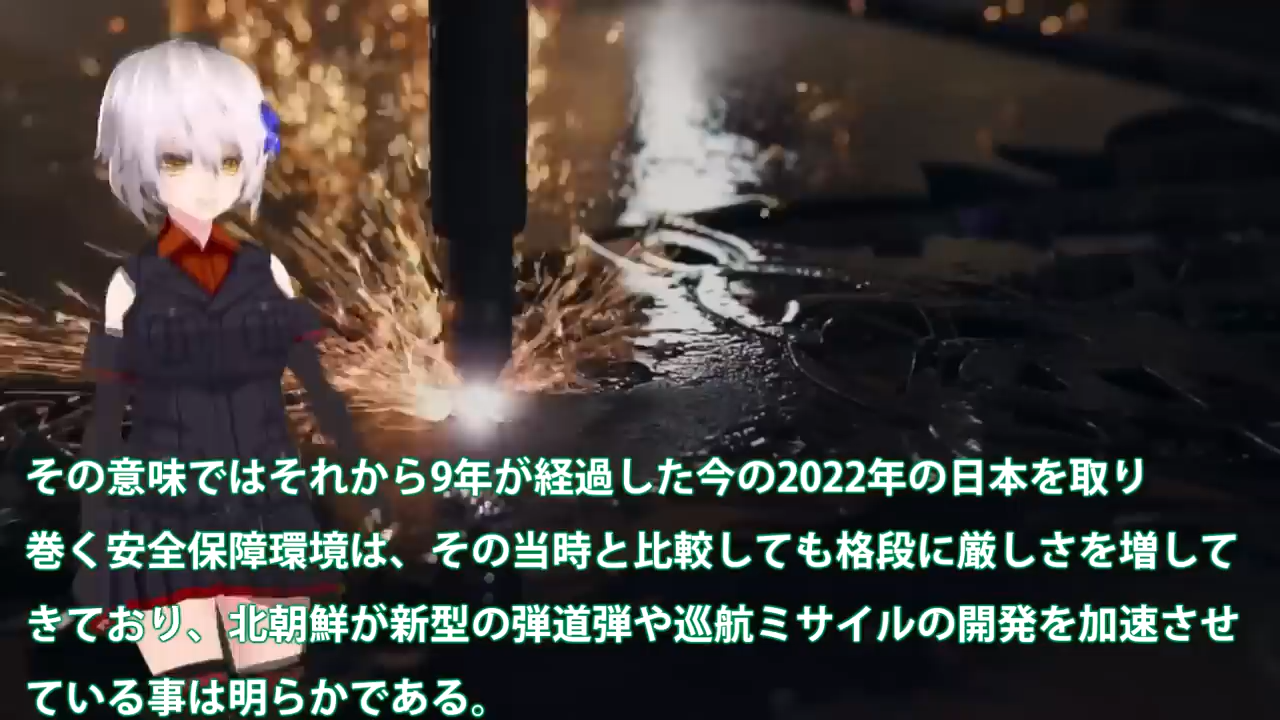 その意味ではそれから9年が経過した今の2022年の日本を取り
巻く安全保障環境は、その当時と比較しても格段に厳しさを増して
きており、北朝鮮が新型の弾道弾や巡航ミサイルの開発を加速させ
ている事は明らかである。